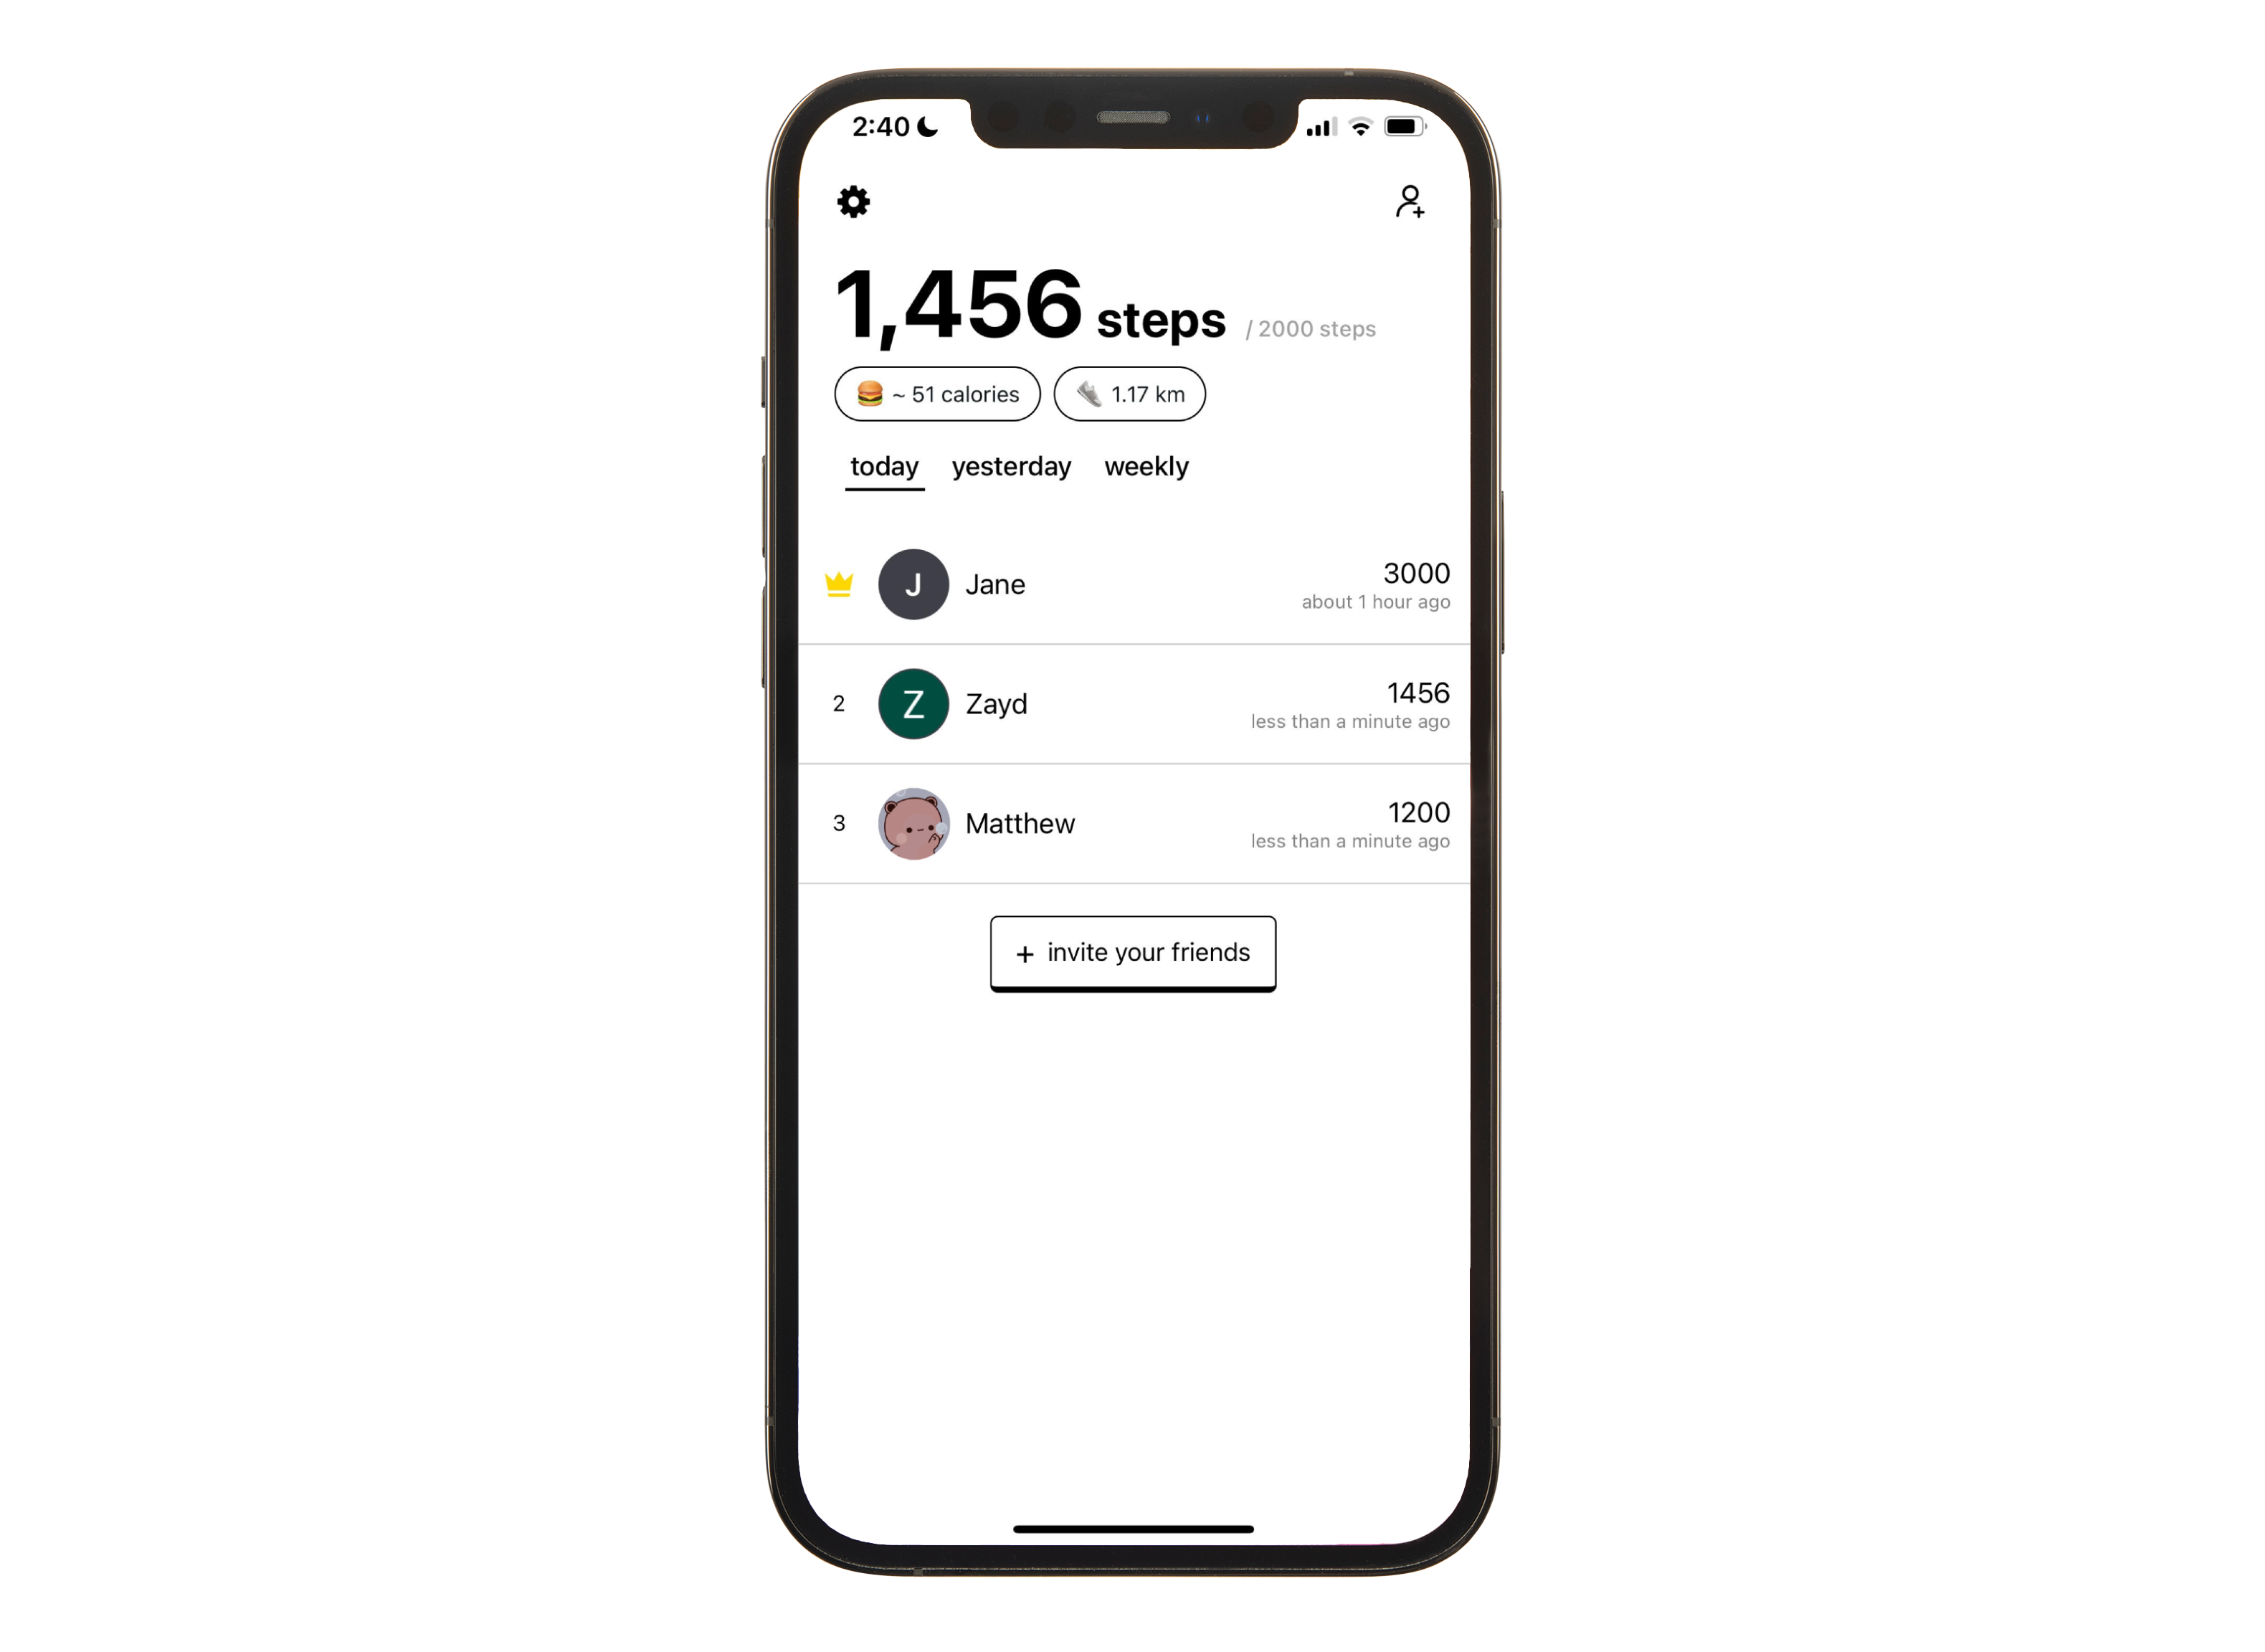 2:40
1,456 steps / 2000 steps
~ 51 calories 1.17 km
today yesterday weekly
J Jane 3000
about 1 hour ago
2 Z Zayd 1456
less than a minute ago
3 Matthew 1200
less than a minute ago
+ invite your friends